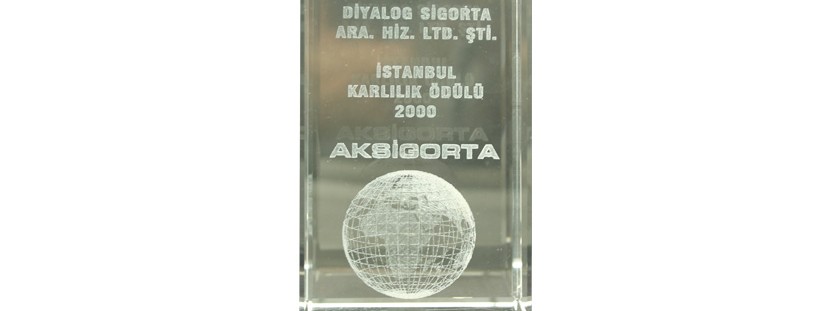 DİYALOG SİGORTA
ARA. HİZ. LTD. ŞTİ.
İSTANBUL
KARLILIK ÖDÜLÜ
2000
AKSİGORTA